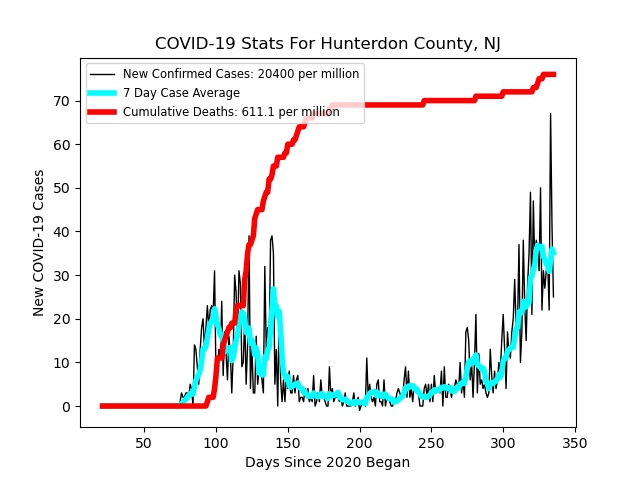 COVID-19 Stats For Hunterdon County, NJ
New Confirmed Cases: 20400 per million
7 Day Case Average
Cumulative Deaths: 611.1 per million
New COVID-19 Cases
70
60
50
40
30
20
10
0
50 100 150 200 250 300 350
Days Since 2020 Began